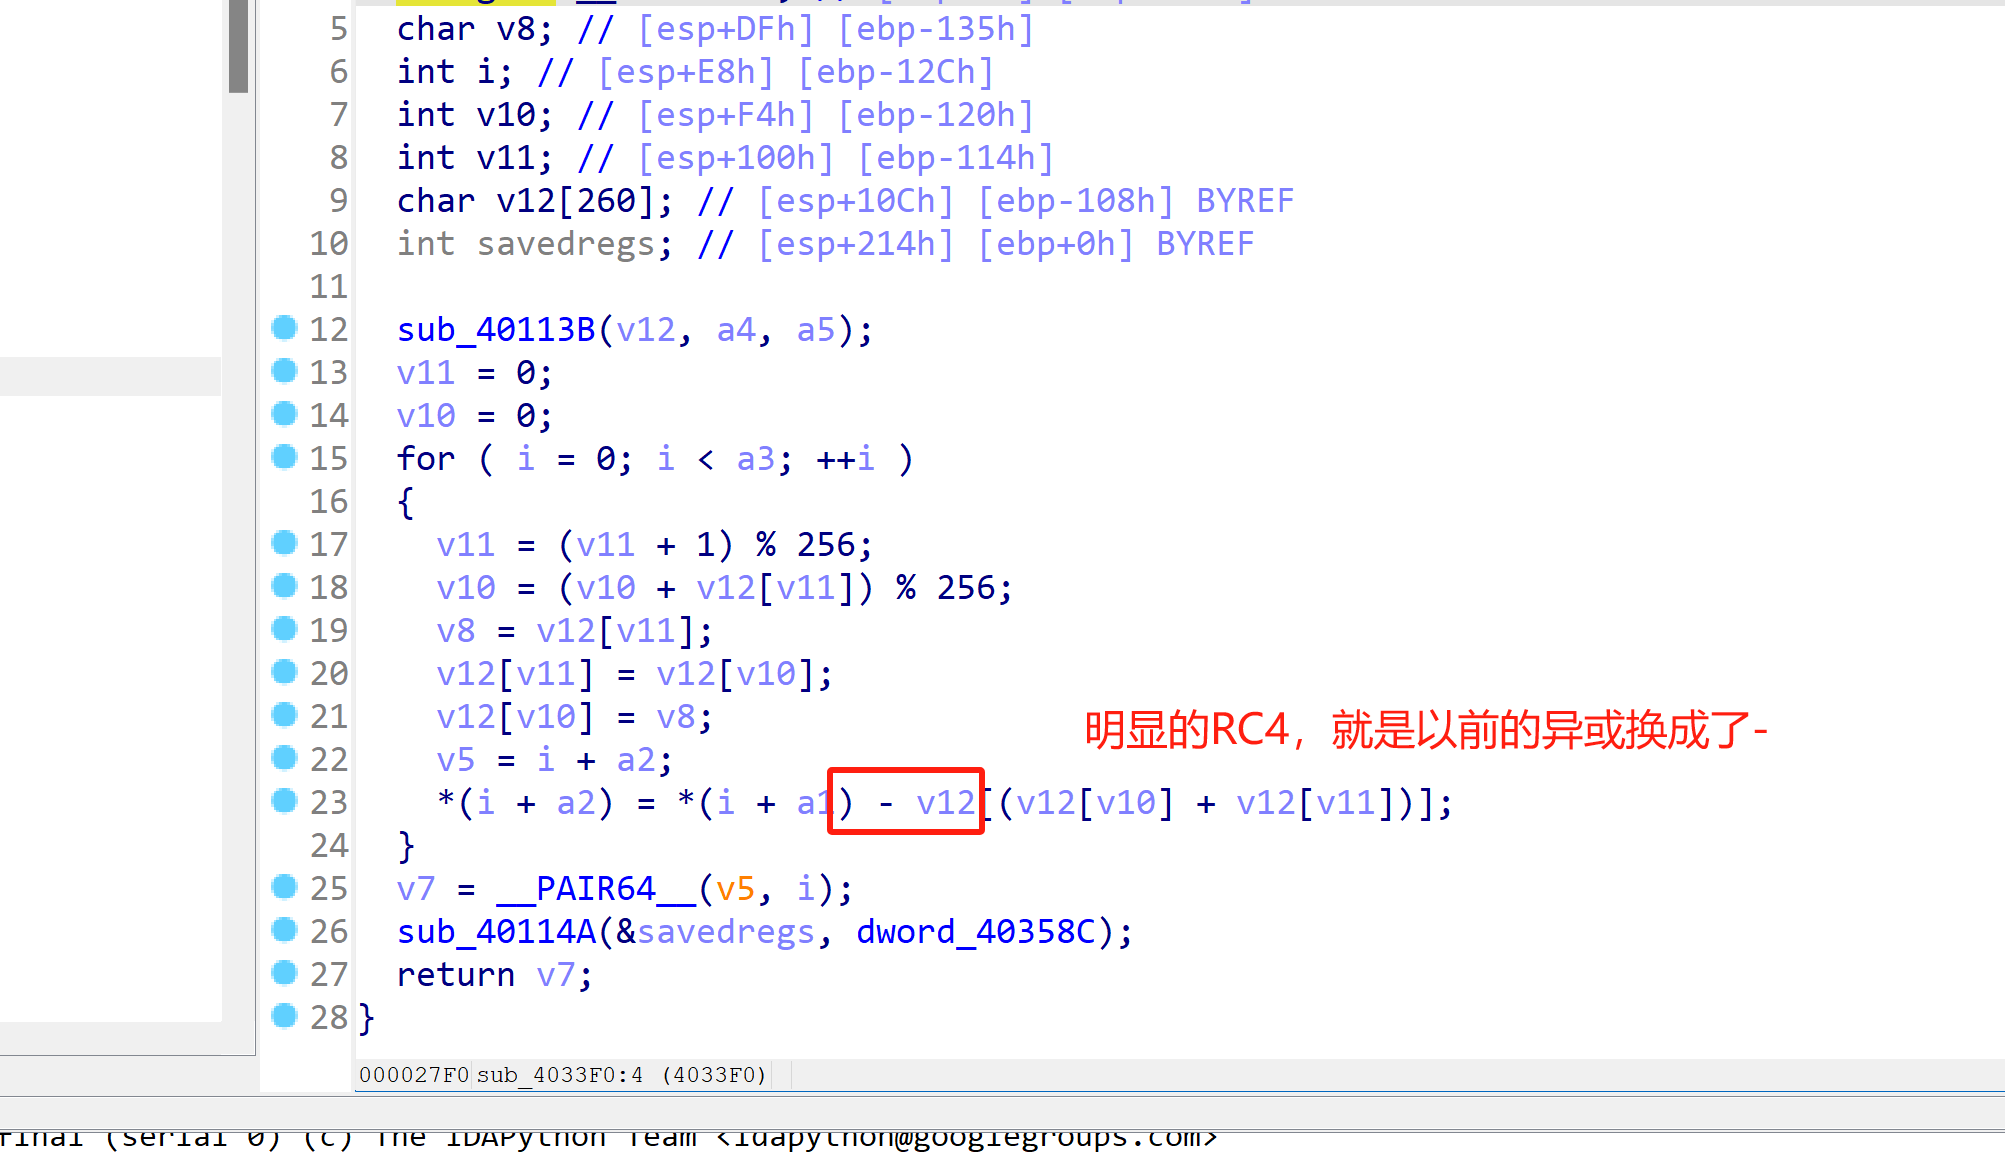 5 char v8; // [esp+DFh] [ebp-135h]
6 int i; // [esp+E8h] [ebp-12Ch]
7 int v10; // [esp+F4h] [ebp-120h]
8 int v11; // [esp+100h] [ebp-114h]
9 char v12[260]; // [esp+10Ch] [ebp-108h] BYREF
10 int savedregs; // [esp+214h] [ebp+0h] BYREF
11
12 sub_40113B(v12, a4, a5);
13 v11 = 0;
14 v10 = 0;
15 for ( i = 0; i < a3; ++i )
16 {
17 v11 = (v11 + 1) % 256;
18 v10 = (v10 + v12[v11]) % 256;
19 v8 = v12[v11];
20 v12[v11] = v12[v10];
21 v12[v10] = v8;
明显的RC4，就是以前的异或换成了-
22 v5 = i + a2;
23 *(i + a2) = *(i + a1) - v12[(v12[v10] + v12[v11])];
24 }
25 v7 = __PAIR64__(v5, i);
26 sub_40114A(&savedregs, dword_40358C);
27 return v7;
28 }
000027F0 sub_4033F0:4 (4033F0)
final (serial 0) (c) The IDAPython Team <idapython@googlegroups.com>